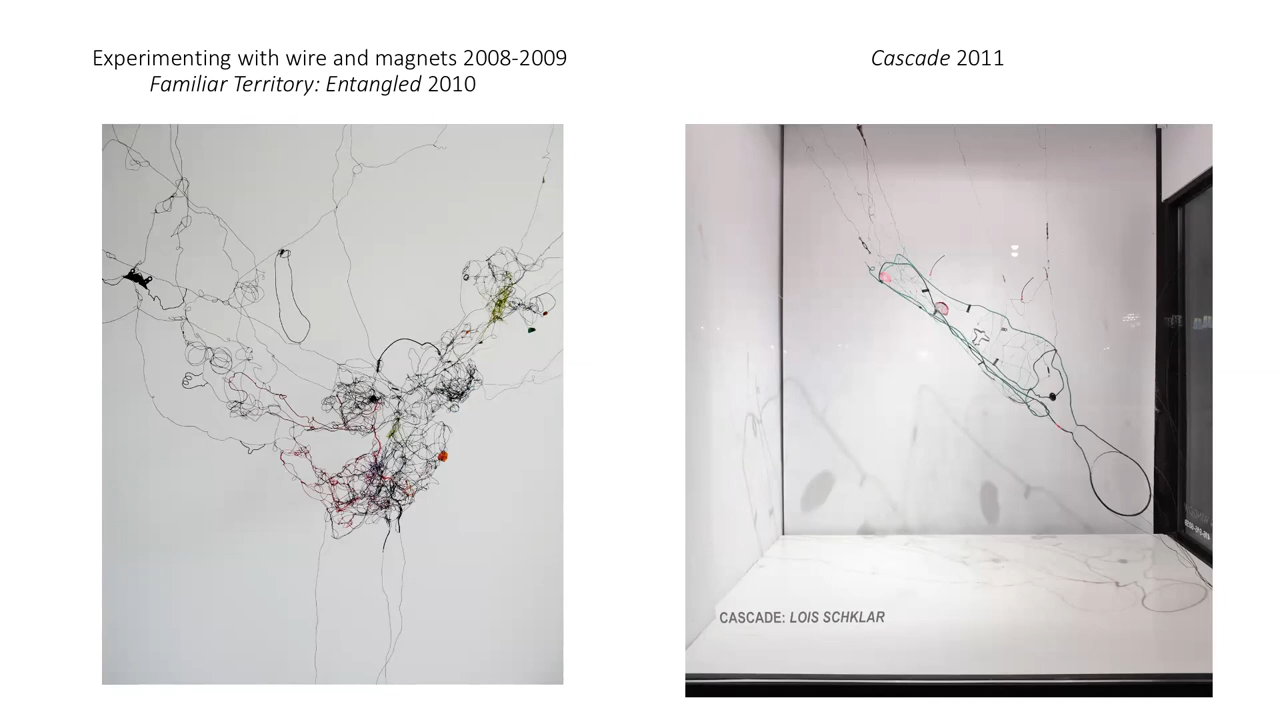 Experimenting with wire and magnets 2008-2009
Familiar Territory: Entangled 2010
Cascade 2011
CASCADE: LOIS SCHKLAR